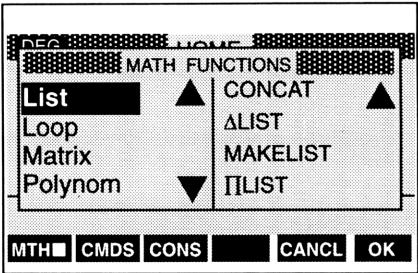 DEG HOME
MATH FUNCTIONS
List CONCAT
Loop ΔLIST
Matrix MAKELIST
Polynom ΠLIST
MTH■ CMDS CONS CANCL OK